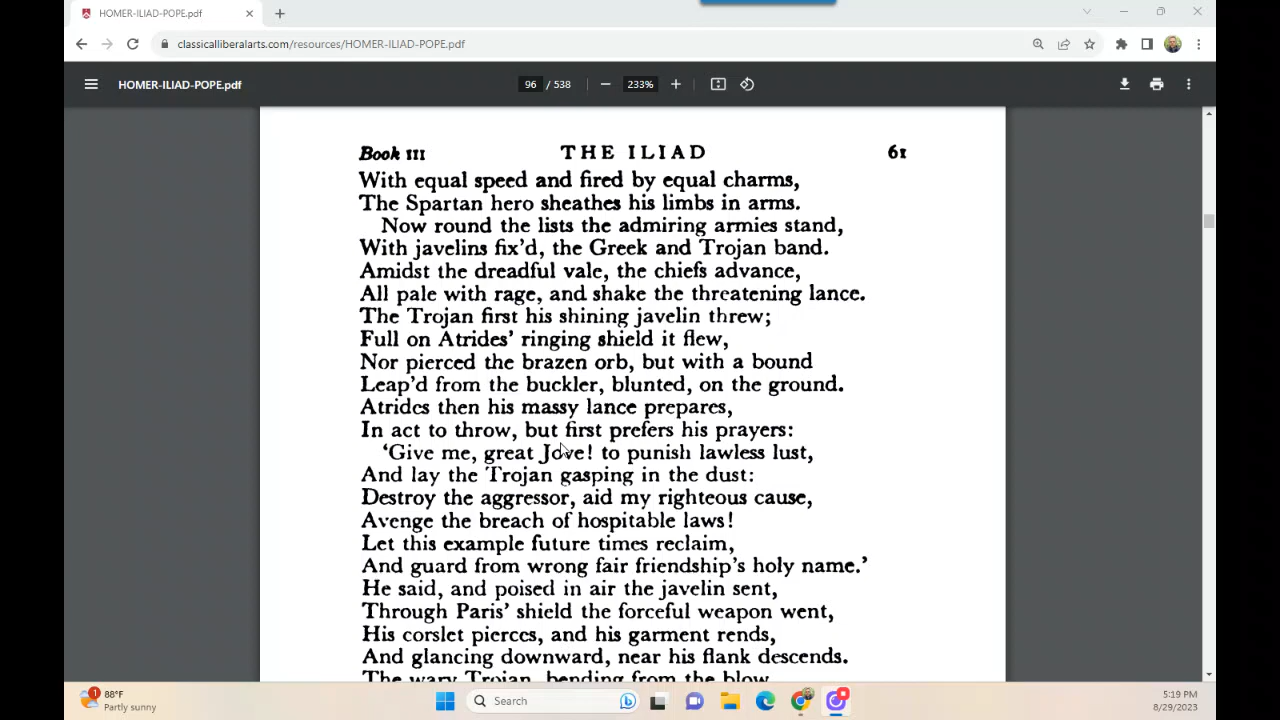 HOMER-ILIAD-POPE.pdf
classicalliberalarts.com/resources/HOMER-ILIAD-POPE.pdf
HOMER-ILIAD-POPE.pdf 96 / 538 233%
Book III THE ILIAD 61
With equal speed and fired by equal charms,
The Spartan hero sheathes his limbs in arms.
Now round the lists the admiring armies stand,
With javelins fix'd, the Greek and Trojan band.
Amidst the dreadful vale, the chiefs advance,
All pale with rage, and shake the threatening lance.
The Trojan first his shining javelin threw;
Full on Atrides' ringing shield it flew,
Nor pierced the brazen orb, but with a bound
Leap'd from the buckler, blunted, on the ground.
Atrides then his massy lance prepares,
In act to throw, but first prefers his prayers:
'Give me, great Jove! to punish lawless lust,
And lay the Trojan gasping in the dust:
Destroy the aggressor, aid my righteous cause,
Avenge the breach of hospitable laws!
Let this example future times reclaim,
And guard from wrong fair friendship's holy name.'
He said, and poised in air the javelin sent,
Through Paris' shield the forceful weapon went,
His corslet pierces, and his garment rends,
And glancing downward, near his flank descends.
The wary Trojan, bending from the blow,
1 88°F
Partly sunny
Search
5:19 PM
8/29/2023